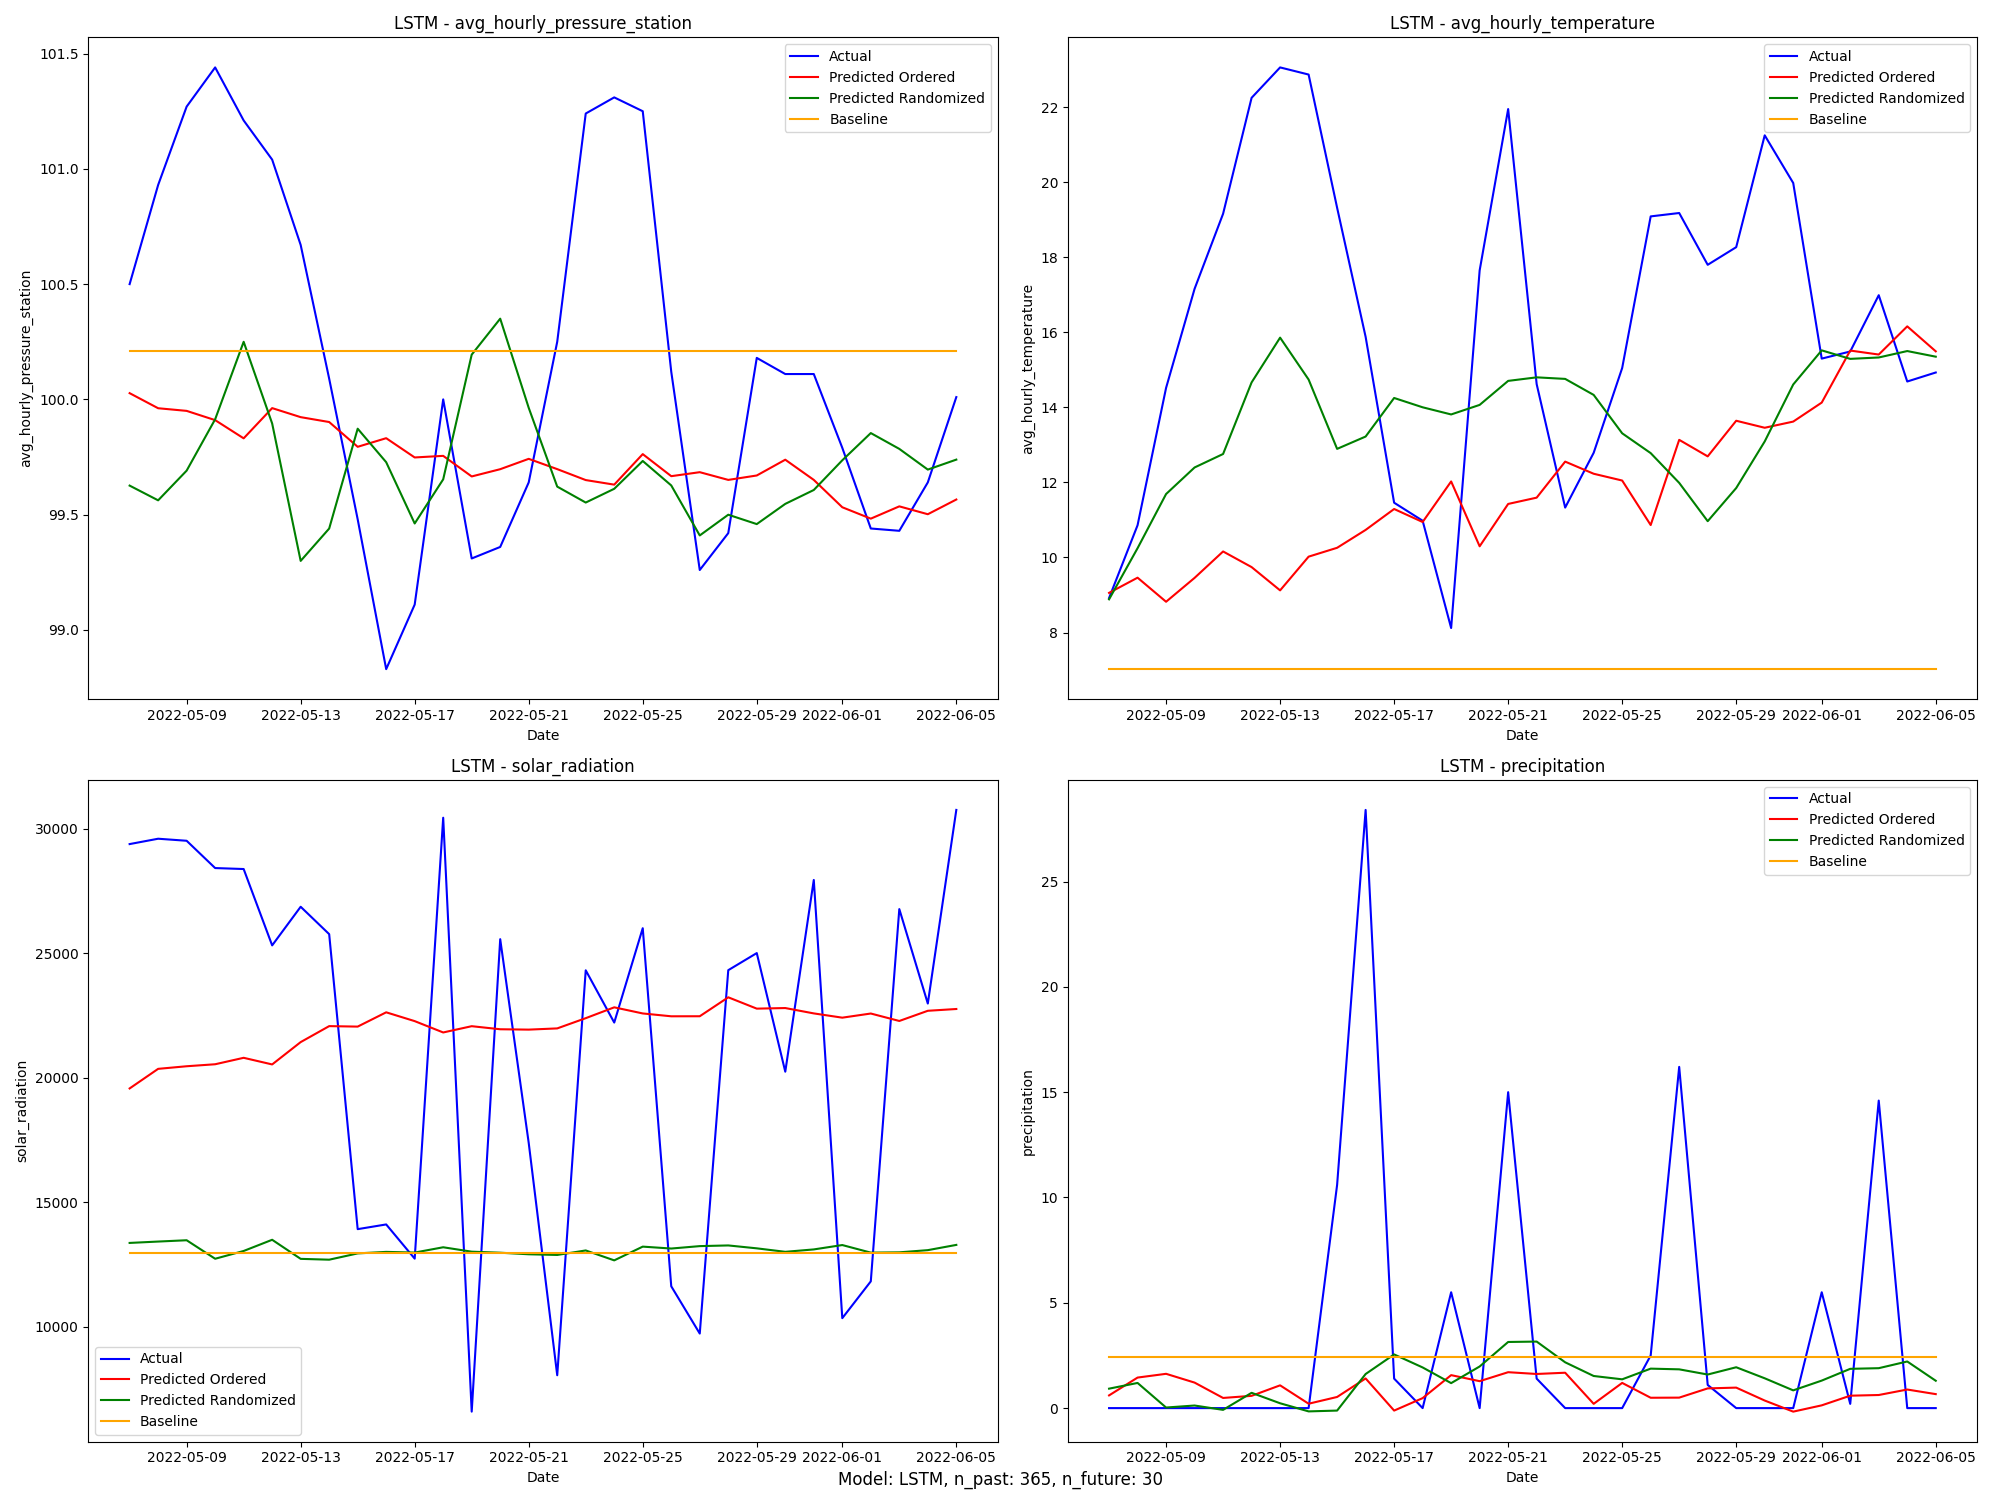 LSTM - avg_hourly_pressure_station
101.5
101.0
100.5
100.0
99.5
99.0
avg_hourly_pressure_station
Actual
Predicted Ordered
Predicted Randomized
Baseline
2022-05-09 2022-05-13 2022-05-17 2022-05-21 2022-05-25 2022-05-29 2022-06-01 2022-06-05
Date
LSTM - avg_hourly_temperature
22
20
18
16
14
12
10
8
avg_hourly_temperature
Actual
Predicted Ordered
Predicted Randomized
Baseline
2022-05-09 2022-05-13 2022-05-17 2022-05-21 2022-05-25 2022-05-29 2022-06-01 2022-06-05
Date
LSTM - solar_radiation
30000
25000
20000
15000
10000
solar_radiation
Actual
Predicted Ordered
Predicted Randomized
Baseline
2022-05-09 2022-05-13 2022-05-17 2022-05-21 2022-05-25 2022-05-29 2022-06-01 2022-06-05
Date
LSTM - precipitation
25
20
15
10
5
0
precipitation
Actual
Predicted Ordered
Predicted Randomized
Baseline
2022-05-09 2022-05-13 2022-05-17 2022-05-21 2022-05-25 2022-05-29 2022-06-01 2022-06-05
Date
Model: LSTM, n_past: 365, n_future: 30